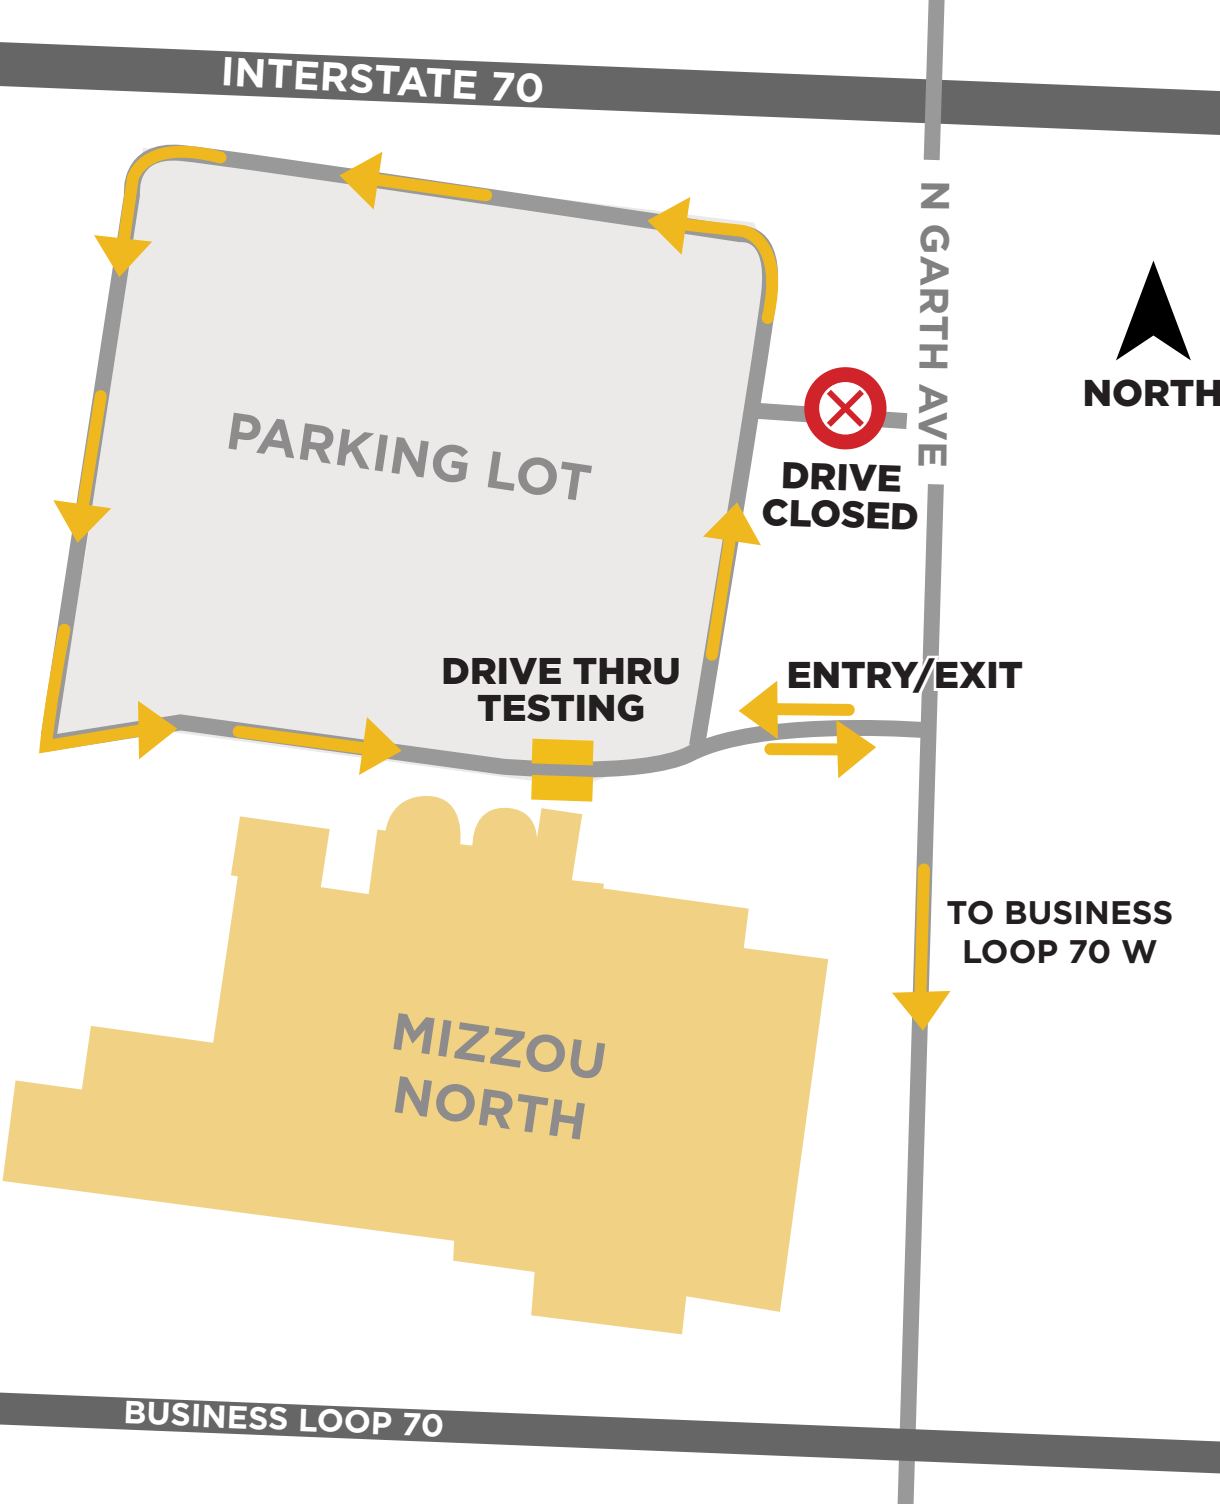 INTERSTATE 70
N GARTH AVE
NORTH
PARKING LOT
DRIVE
CLOSED
DRIVE THRU
TESTING
ENTRY/EXIT
TO BUSINESS
LOOP 70 W
MIZZOU
NORTH
BUSINESS LOOP 70